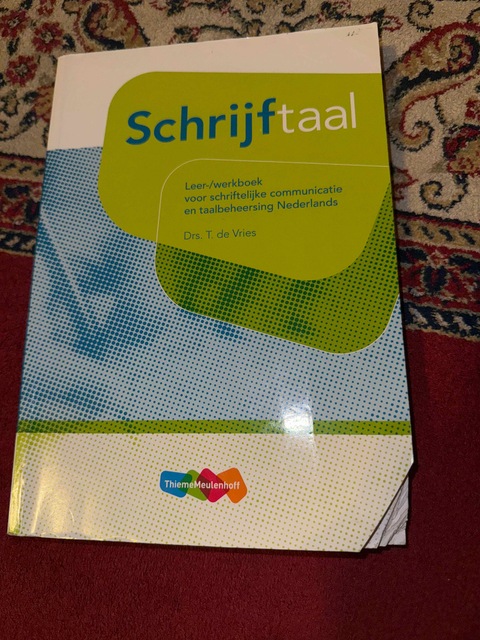 Schrijftaal
Leer-/werkboek
voor schriftelijke communicatie
en taalbeheersing Nederlands
Drs. T. de Vries
ThiemeMeulenhoff